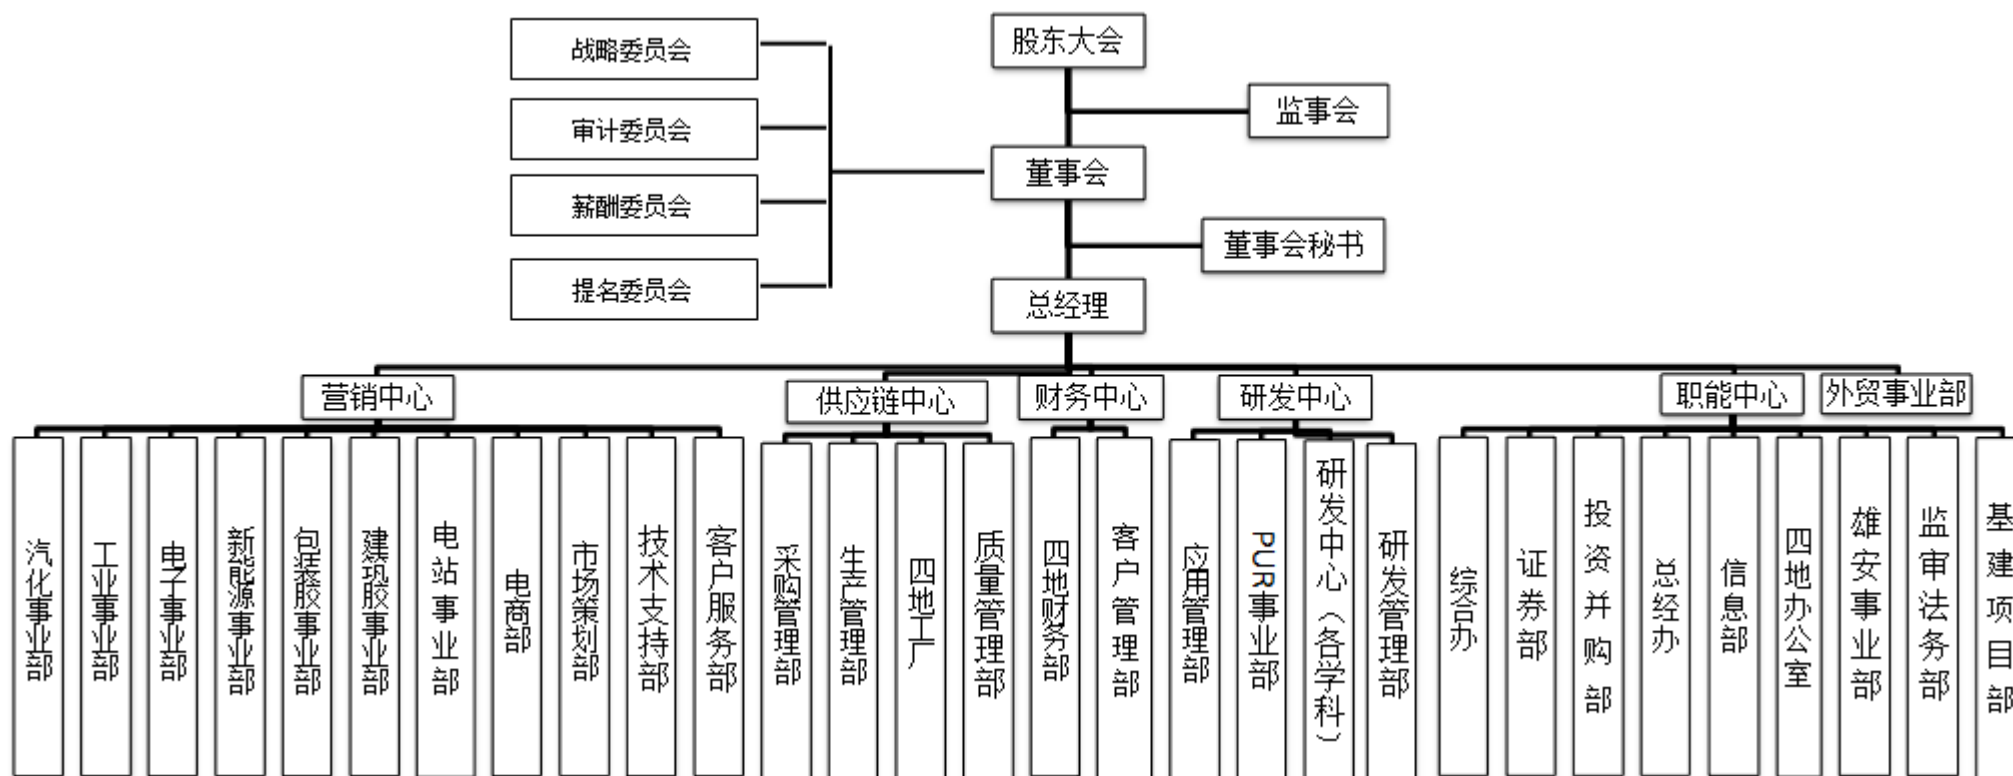 股东大会
战略委员会
监事会
审计委员会
董事会
薪酬委员会
董事会秘书
提名委员会
总经理
营销中心
供应链中心
财务中心
研发中心
职能中心
外贸事业部
汽化事业部
工业事业部
电子事业部
新能源事业部
包装胶事业部
建筑胶事业部
电站事业部
电商部
市场策划部
技术支持部
客户服务部
采购管理部
生产管理部
四地工厂
质量管理部
四地财务部
客户管理部
应用管理部
PUR事业部
研发中心（各学科）
研发管理部
综合办
证券部
投资并购部
总经办
信息部
四地办公室
雄安事业部
监审法务部
基建项目部